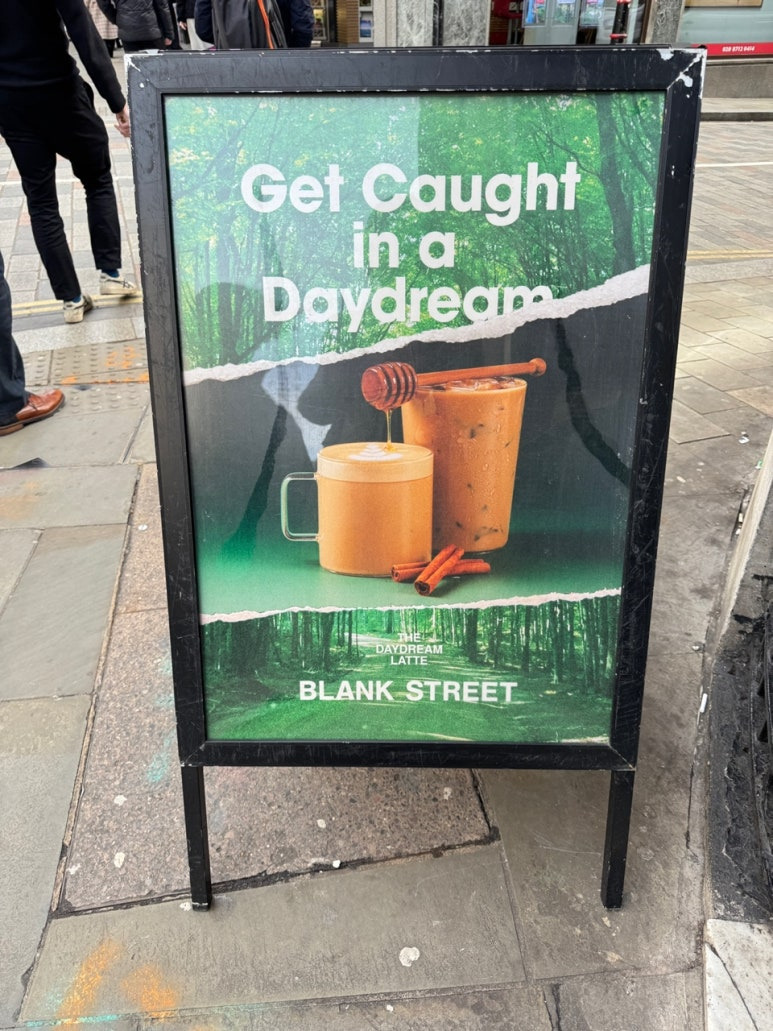 Get Caught
in a
Daydream
THE
DAYDREAM
LATTE
BLANK STREET